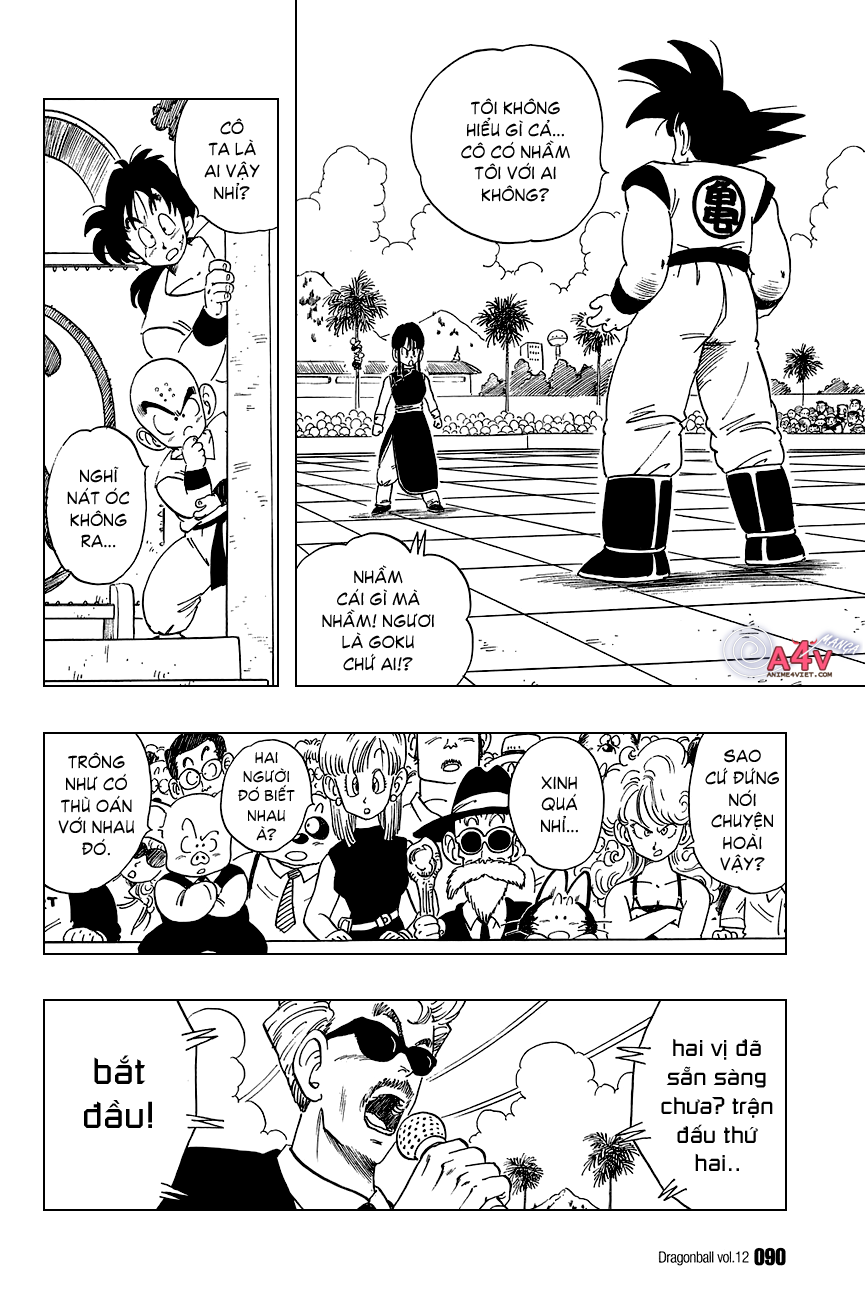 TÔI KHÔNG
HIỂU GÌ CẢ...
CÔ CÓ NHẦM
TÔI VỚI AI
KHÔNG?
亀
NHẦM
CÁI GÌ MÀ
NHẦM! NGƯƠI
LÀ GOKU
CHỨ AI!?
CÔ
TA LÀ
AI VẬY
NHỈ?
NGHĨ
NÁT ÓC
KHÔNG
RA...
A4V
MANGA
ANIME4VIET.COM
SAO
CỨ ĐỨNG
NÓI
CHUYỆN
HOÀI
VẬY?
XINH
QUÁ
NHỈ...
HAI
NGƯỜI
ĐÓ BIẾT
NHAU
À?
TRÔNG
NHƯ CÓ
THÙ OÁN
VỚI NHAU
ĐÓ.
hai vị đã
sẳn sàng
chưa? trận
đấu thứ
hai..
bắt
đầu!
Dragonball vol.12 090